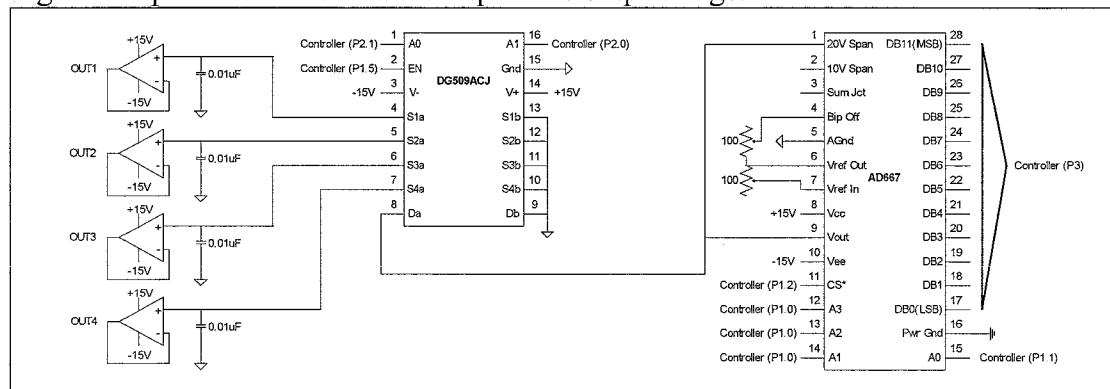 +15V
OUT1
-15V
0.01uF
+15V
OUT2
-15V
0.01uF
+15V
OUT3
-15V
0.01uF
+15V
OUT4
-15V
0.01uF
DG509ACJ
Controller (P2.1) 1 A0
Controller (P1.5) 2 EN
-15V 3 V-
4 S1a
5 S2a
6 S3a
7 S4a
8 Da
A1 16 Controller (P2.0)
Gnd 15
V+ 14 +15V
S1b 13
S2b 12
S3b 11
S4b 10
Db 9
AD667
1 20V Span
2 10V Span
3 Sum Jct
4 Bip Off
100
5 AGnd
6 Vref Out
100
7 Vref In
+15V 8 Vcc
9 Vout
-15V 10 Vee
Controller (P1.2) 11 CS*
Controller (P1.0) 12 A3
Controller (P1.0) 13 A2
Controller (P1.0) 14 A1
DB11(MSB) 28
DB10 27
DB9 26
DB8 25
DB7 24
DB6 23
DB5 22
DB4 21
DB3 20
DB2 19
DB1 18
DB0(LSB) 17
Controller (P3)
Pwr Gnd 16
A0 15 Controller (P1.1)